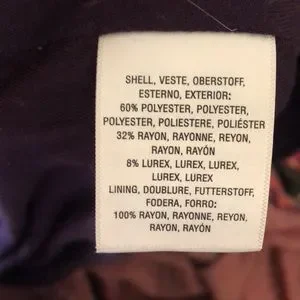 SHELL, VESTE, OBERSTOFF,
ESTERNO, EXTERIOR:
60% POLYESTER, POLYESTER,
POLYESTER, POLIESTERE, POLIÉSTER
32% RAYON, RAYONNE, REYON,
RAYON, RAYÓN
8% LUREX, LUREX, LUREX,
LUREX, LUREX
LINING, DOUBLURE, FUTTERSTOFF,
FODERA, FORRO:
100% RAYON, RAYONNE, REYON,
RAYON, RAYÓN